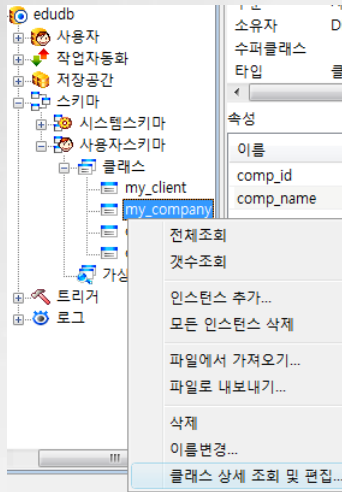 edudb
사용자
작업자동화
저장공간
스키마
시스템스키마
사용자스키마
클래스
my_client
my_company
가상
트리거
로그
소유자 D
수퍼클래스
타입 클
속성
이름
comp_id
comp_name
전체조회
갯수조회
인스턴스 추가...
모든 인스턴스 삭제
파일에서 가져오기...
파일로 내보내기...
삭제
이름변경...
클래스 상세 조회 및 편집...